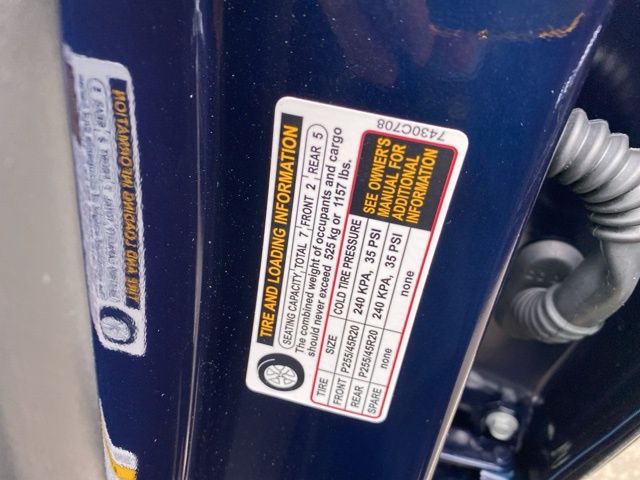 TIRE AND LOADING INFORMATION
SEATING CAPACITY TOTAL 7 FRONT 2 REAR 5
The combined weight of occupants and cargo
should never exceed 525 kg or 1157 lbs.
TIRE SIZE COLD TIRE PRESSURE
FRONT P255/45R20 240 KPA, 35 PSI
REAR P255/45R20 240 KPA, 35 PSI
SPARE none none
SEE OWNER'S
MANUAL FOR
ADDITIONAL
INFORMATION
7430C708